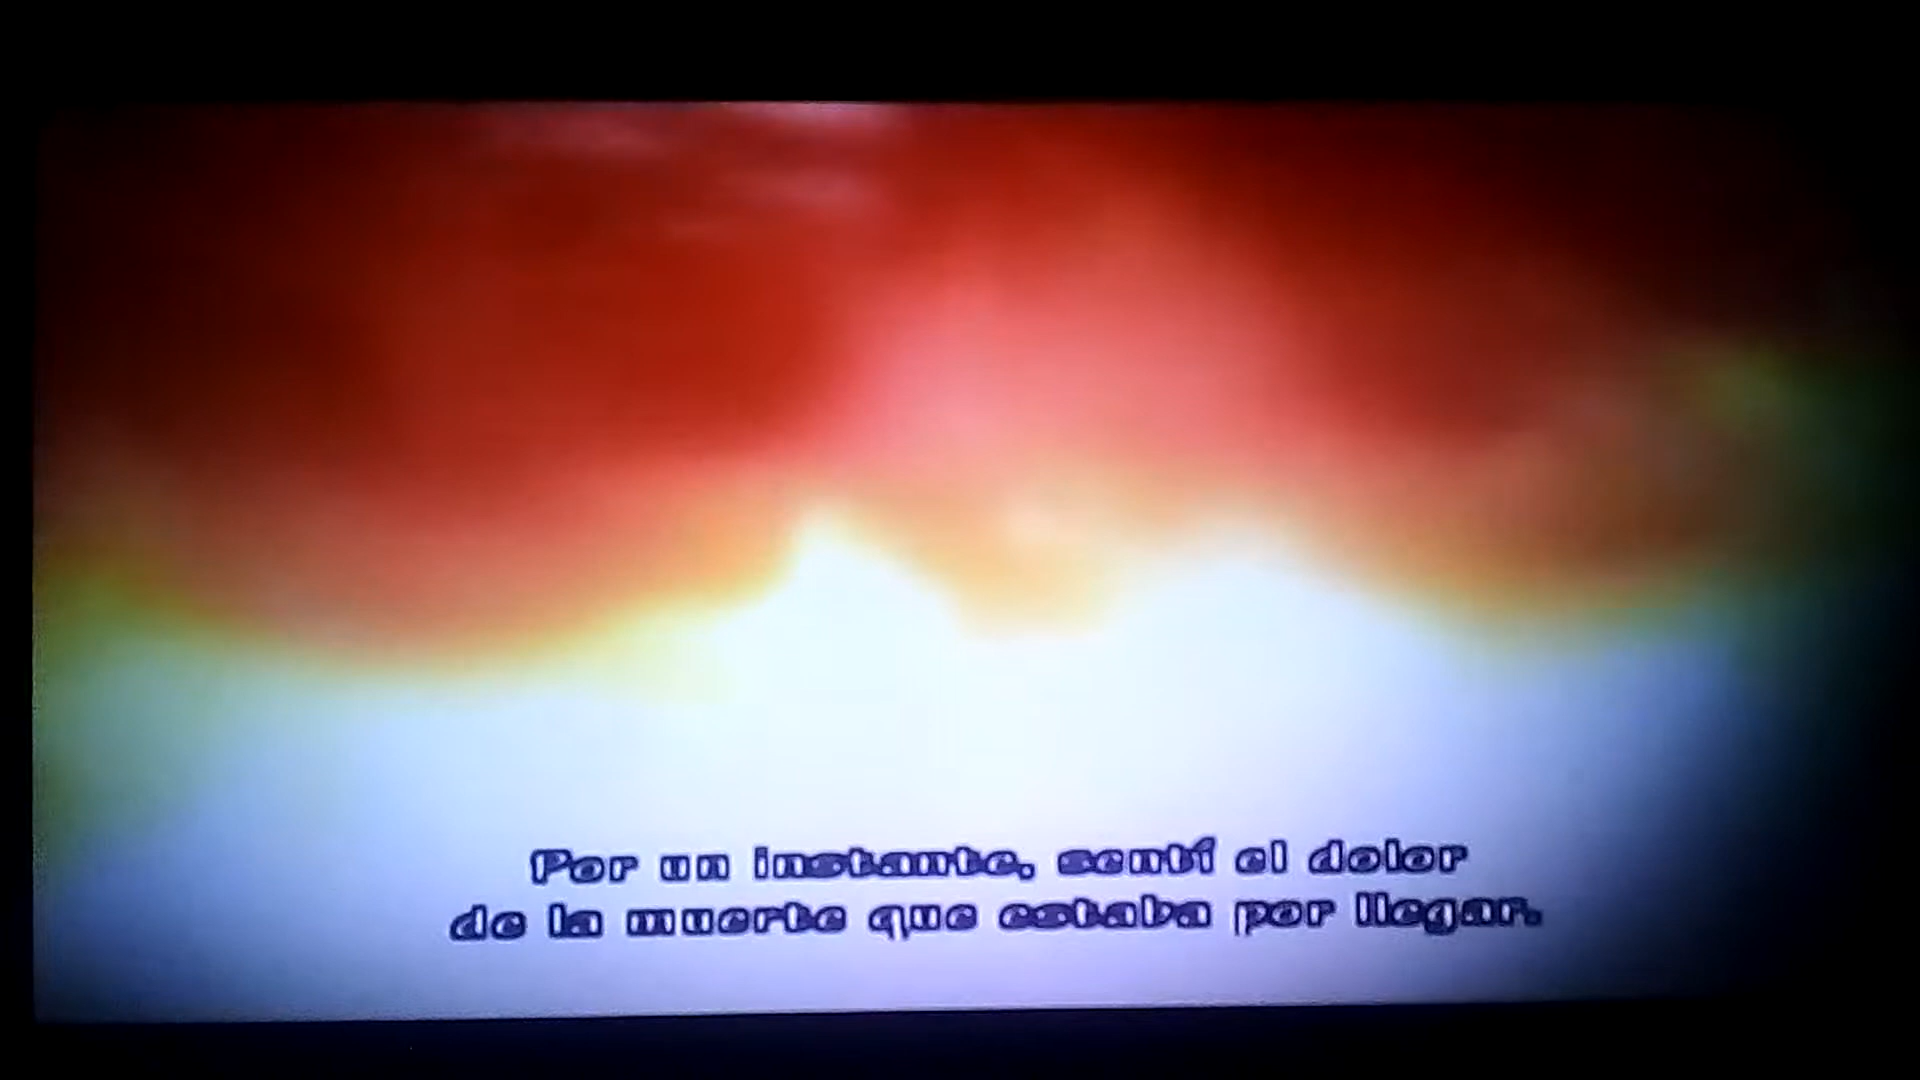 Por un instante, sentí el dolor
de la muerte que estaba por llegar.